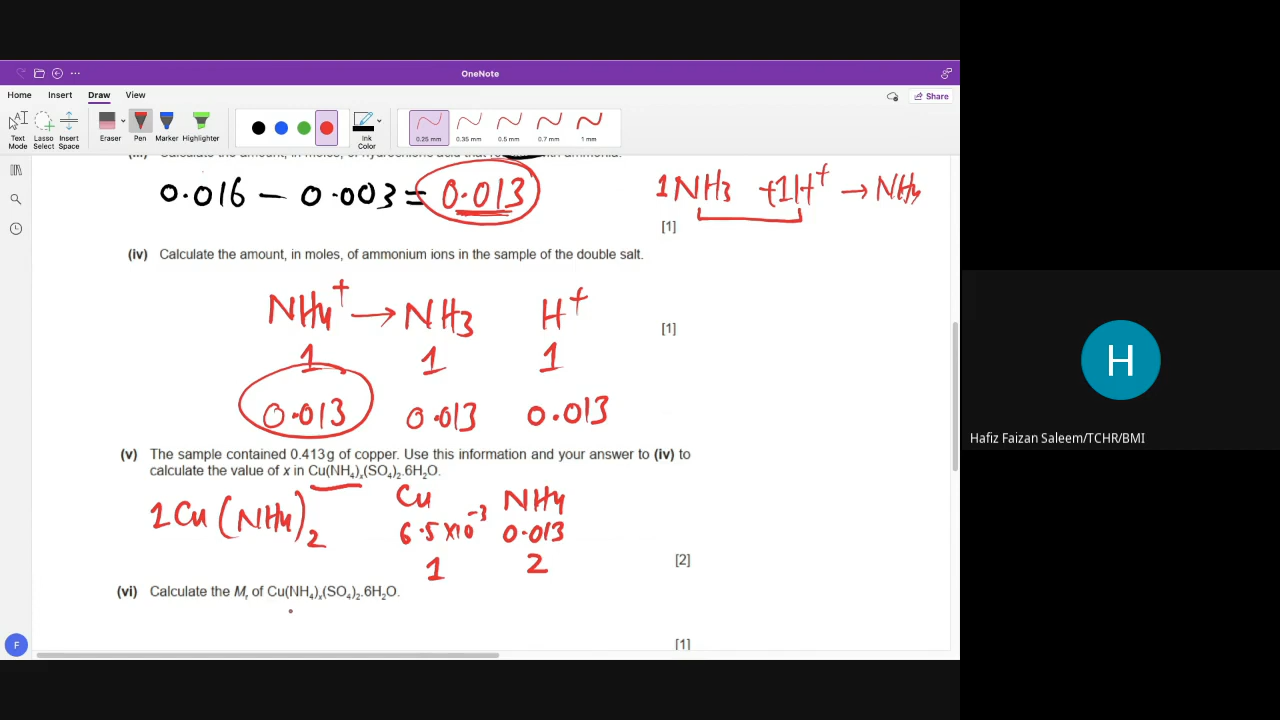 OneNote
Home Insert Draw View
Share
Text Mode
Lasso Select
Insert Space
Eraser
Pen
Marker
Highlighter
Ink Color
0.25 mm
0.35 mm
0.5 mm
0.7 mm
1 mm
0.016 - 0.003 = 0.013
1NH3 +1H+ → NH4
[1]
(iv) Calculate the amount, in moles, of ammonium ions in the sample of the double salt.
NH4+ → NH3 H+
[1]
1 1 1
0.013 0.013 0.013
(v) The sample contained 0.413 g of copper. Use this information and your answer to (iv) to
calculate the value of x in Cu(NH₄)ₓ(SO₄)₂.6H₂O.
1Cu(NH4)2
Cu NH4
6.5×10⁻³ 0.013
1 2
[2]
(vi) Calculate the Mᵣ of Cu(NH₄)ₓ(SO₄)₂.6H₂O.
[1]
F
H
Hafiz Faizan Saleem/TCHR/BMI